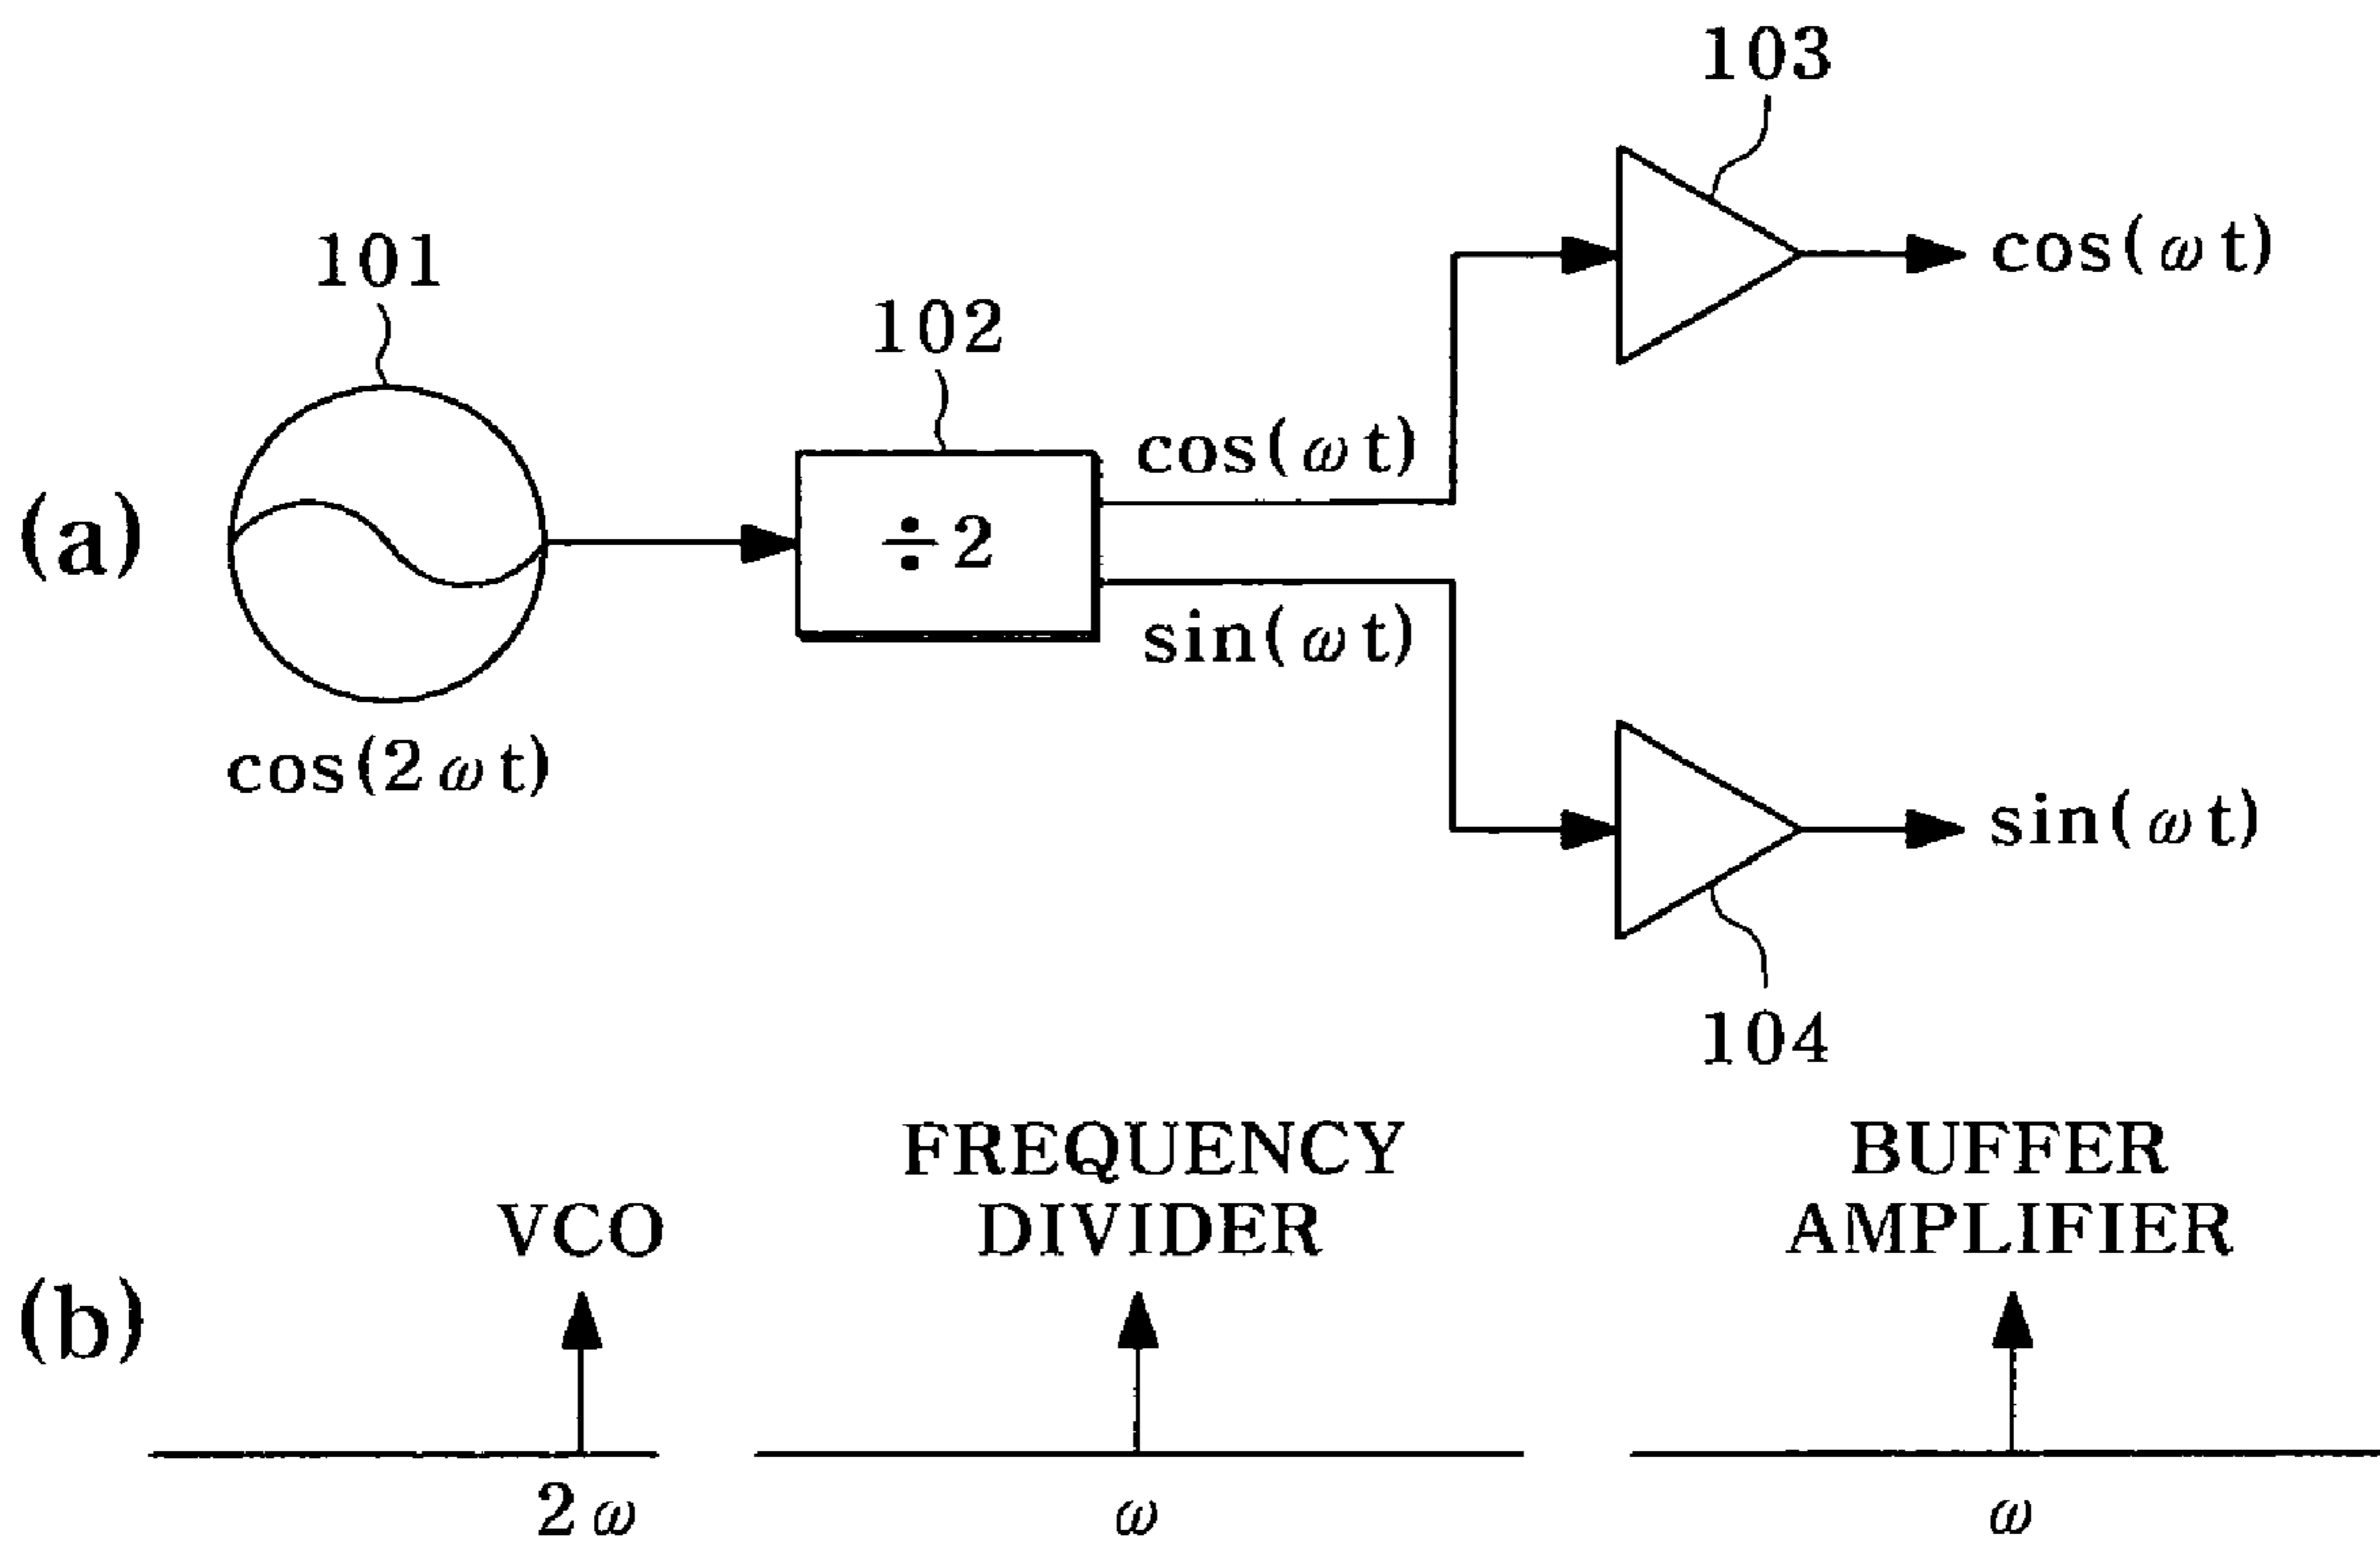 103
101
cos(ωt)
102
cos(ωt)
(a)
÷2
sin(ωt)
cos(2ωt)
sin(ωt)
104
FREQUENCY
DIVIDER
BUFFER
AMPLIFIER
VCO
(b)
2ω
ω
ω